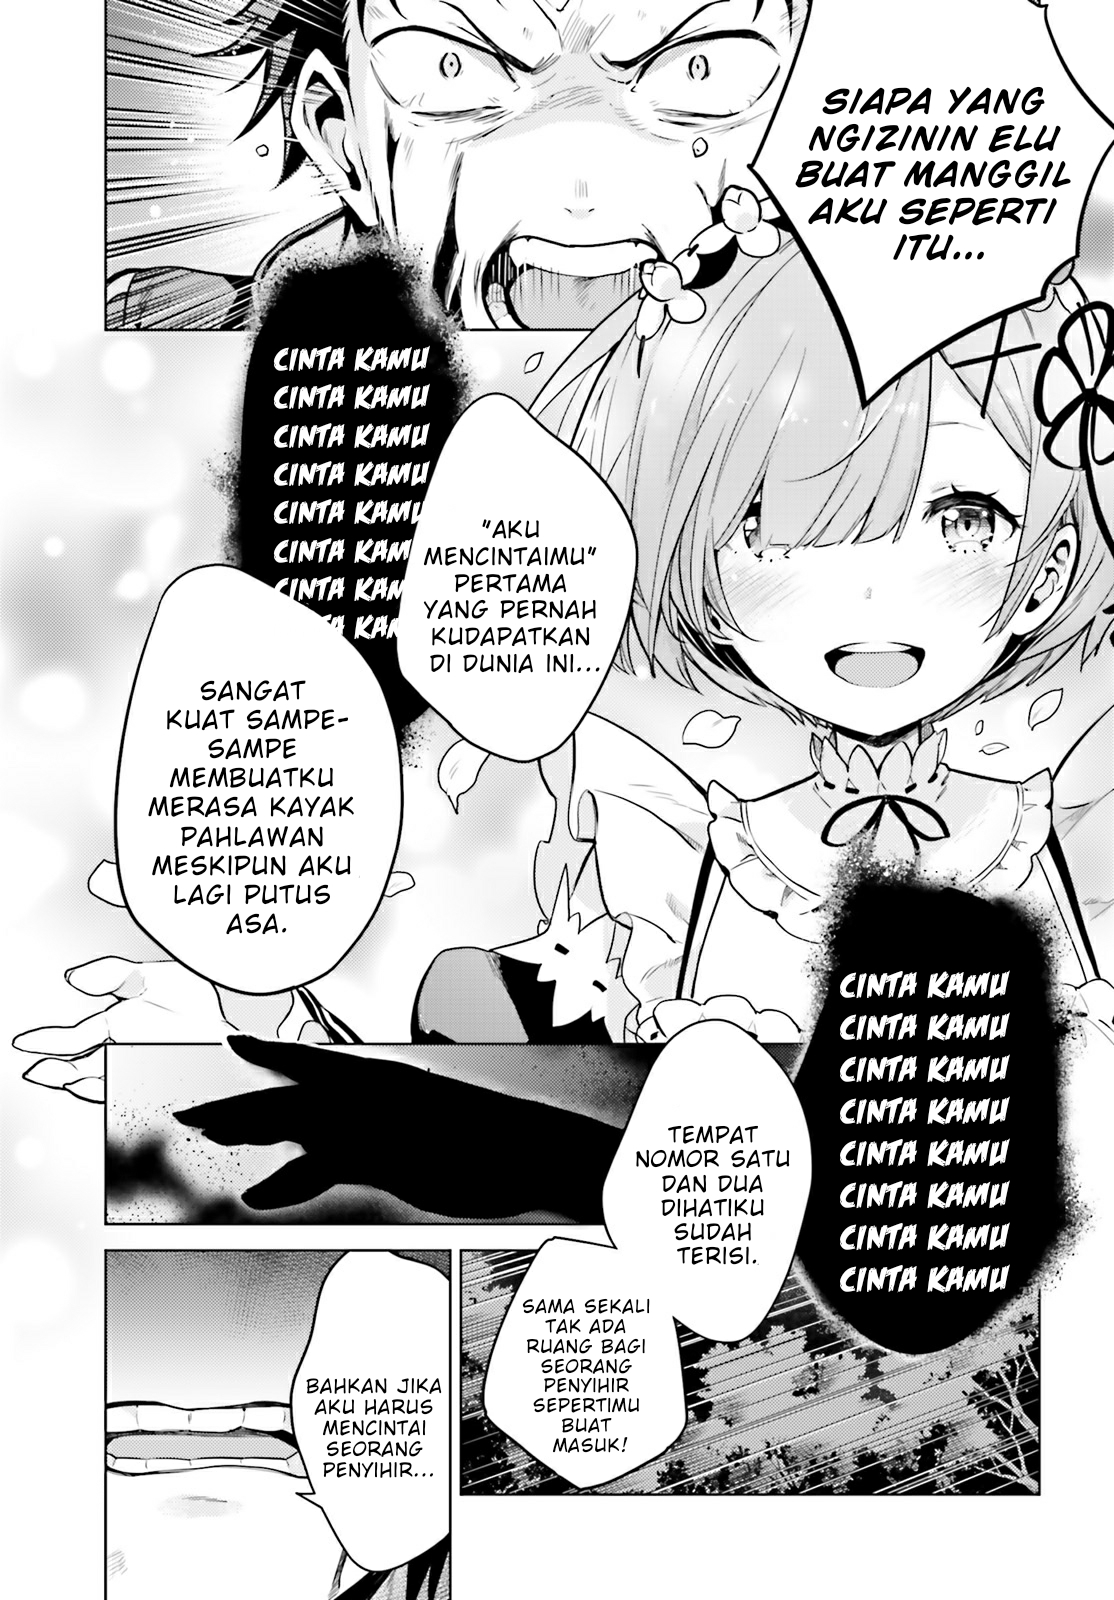 SIAPA YANG
NGIZININ ELU
BUAT MANGGIL
AKU SEPERTI
ITU...
CINTA KAMU
CINTA KAMU
CINTA KAMU
CINTA KAMU
CINTA KAMU
CINTA KAMU
CINTA KAMU
CINTA KAMU
"AKU
MENCINTAIMU"
PERTAMA
YANG PERNAH
KUDAPATKAN
DI DUNIA INI...
SANGAT
KUAT SAMPE-
SAMPE
MEMBUATKU
MERASA KAYAK
PAHLAWAN
MESKIPUN AKU
LAGI PUTUS
ASA.
CINTA KAMU
CINTA KAMU
CINTA KAMU
CINTA KAMU
CINTA KAMU
CINTA KAMU
CINTA KAMU
CINTA KAMU
TEMPAT
NOMOR SATU
DAN DUA
DIHATIKU
SUDAH
TERISI.
SAMA SEKALI
TAK ADA
RUANG BAGI
SEORANG
PENYIHIR
SEPERTIMU
BUAT
MASUK!
BAHKAN JIKA
AKU HARUS
MENCINTAI
SEORANG
PENYIHIR...